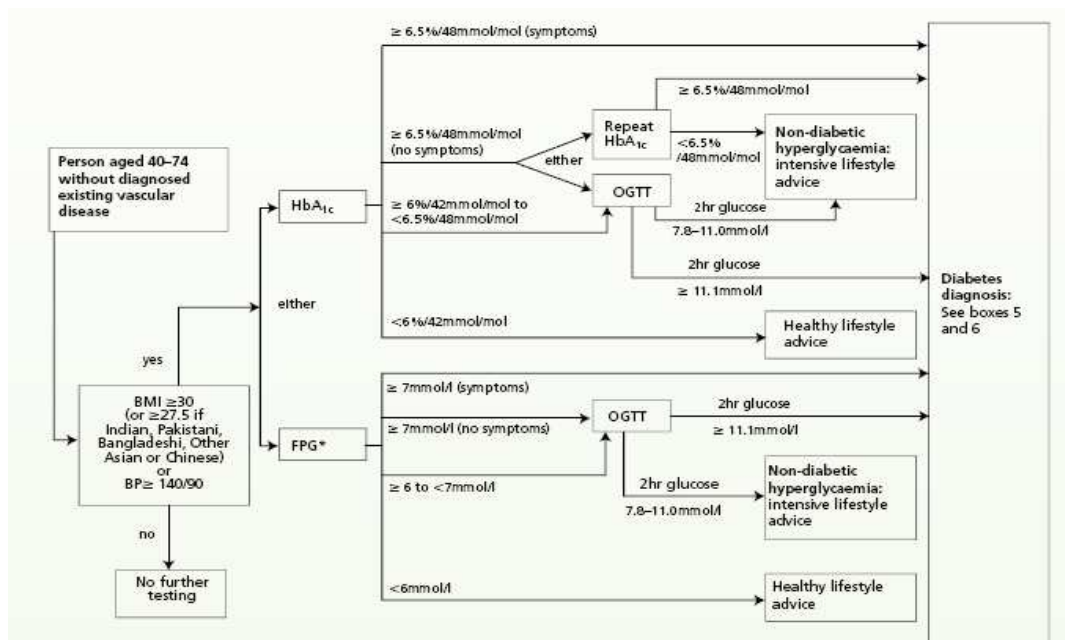 Person aged 40–74
without diagnosed
existing vascular
disease
BMI ≥30
(or ≥27.5 if
Indian, Pakistani,
Bangladeshi, Other
Asian or Chinese)
or
BP≥ 140/90
yes
no
No further
testing
either
HbA1c
≥ 6.5%/48mmol/mol (symptoms)
≥ 6.5%/48mmol/mol
(no symptoms)
either
Repeat
HbA1c
≥ 6.5%/48mmol/mol
<6.5%
/48mmol/mol
Non-diabetic
hyperglycaemia:
intensive lifestyle
advice
OGTT
≥ 6%/42mmol/mol to
<6.5%/48mmol/mol
2hr glucose
7.8–11.0mmol/l
2hr glucose
≥ 11.1mmol/l
<6%/42mmol/mol
Healthy lifestyle
advice
FPG*
≥ 7mmol/l (symptoms)
≥ 7mmol/l (no symptoms)
OGTT
2hr glucose
≥ 11.1mmol/l
≥ 6 to <7mmol/l
2hr glucose
7.8–11.0mmol/l
Non-diabetic
hyperglycaemia:
intensive lifestyle
advice
<6mmol/l
Healthy lifestyle
advice
Diabetes
diagnosis:
See boxes 5
and 6